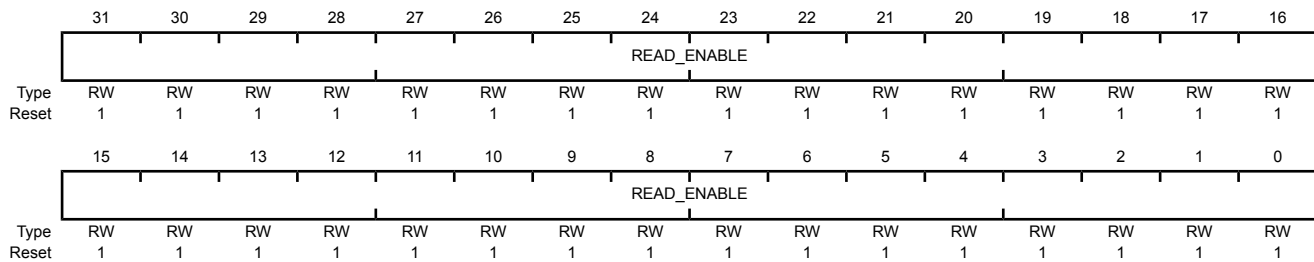 31 30 29 28 27 26 25 24 23 22 21 20 19 18 17 16
READ_ENABLE
Type RW RW RW RW RW RW RW RW RW RW RW RW RW RW RW RW
Reset 1 1 1 1 1 1 1 1 1 1 1 1 1 1 1 1
15 14 13 12 11 10 9 8 7 6 5 4 3 2 1 0
READ_ENABLE
Type RW RW RW RW RW RW RW RW RW RW RW RW RW RW RW RW
Reset 1 1 1 1 1 1 1 1 1 1 1 1 1 1 1 1